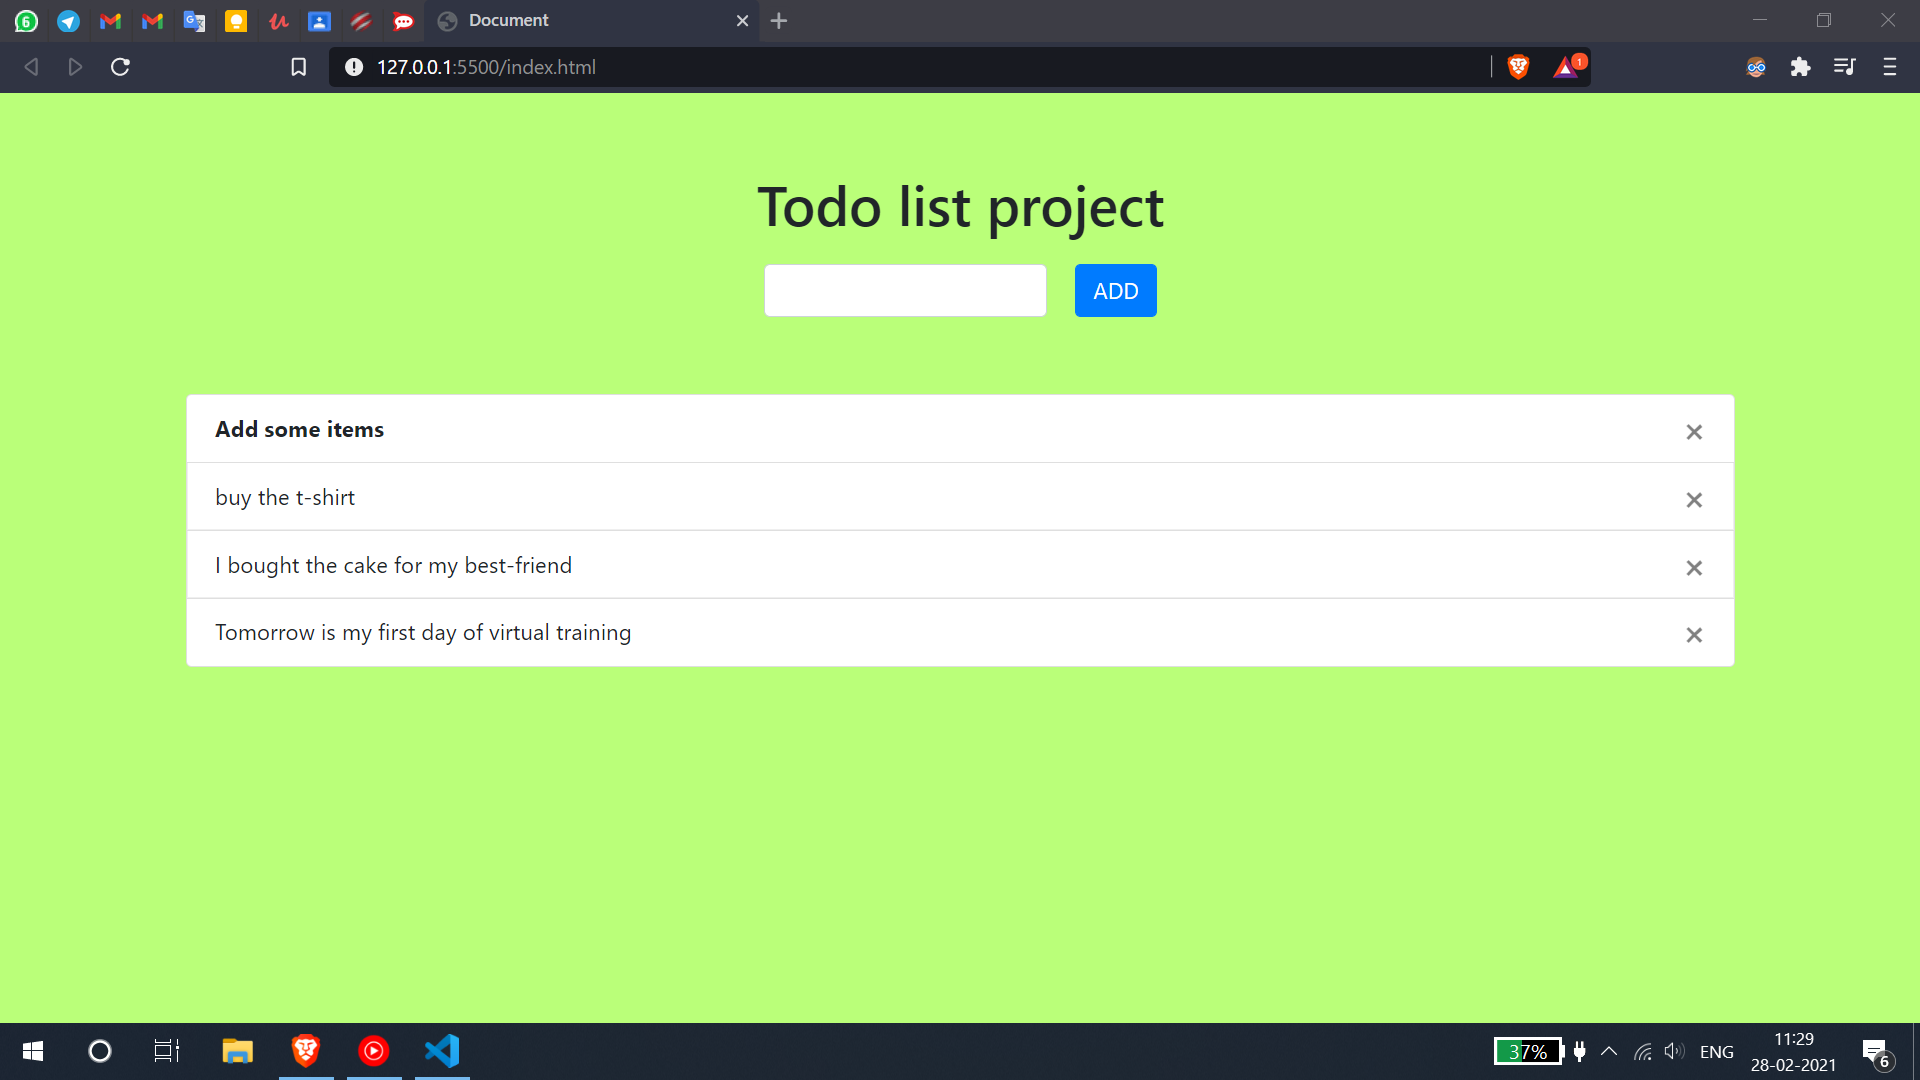 6
Document
127.0.0.1:5500/index.html
1
Todo list project
ADD
Add some items
buy the t-shirt
I bought the cake for my best-friend
Tomorrow is my first day of virtual training
37%
ENG
11:29
28-02-2021
6